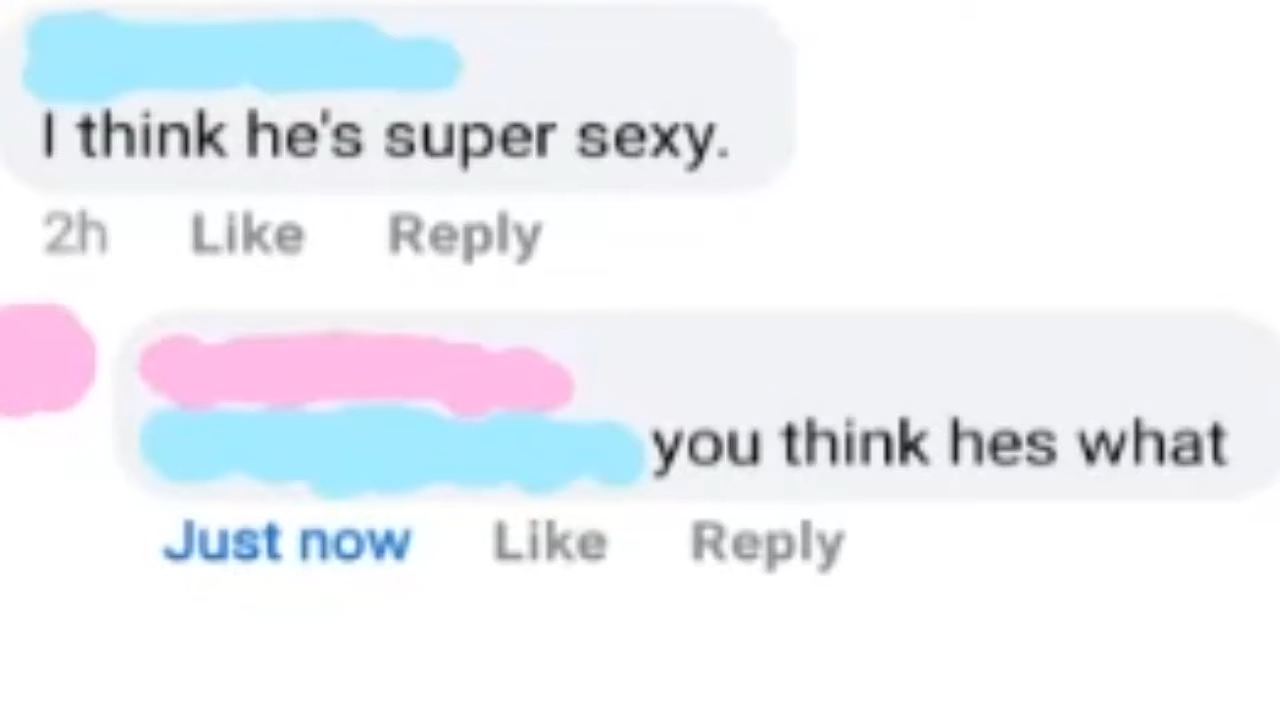 I think he's super sexy.
2h Like Reply
you think hes what
Just now Like Reply